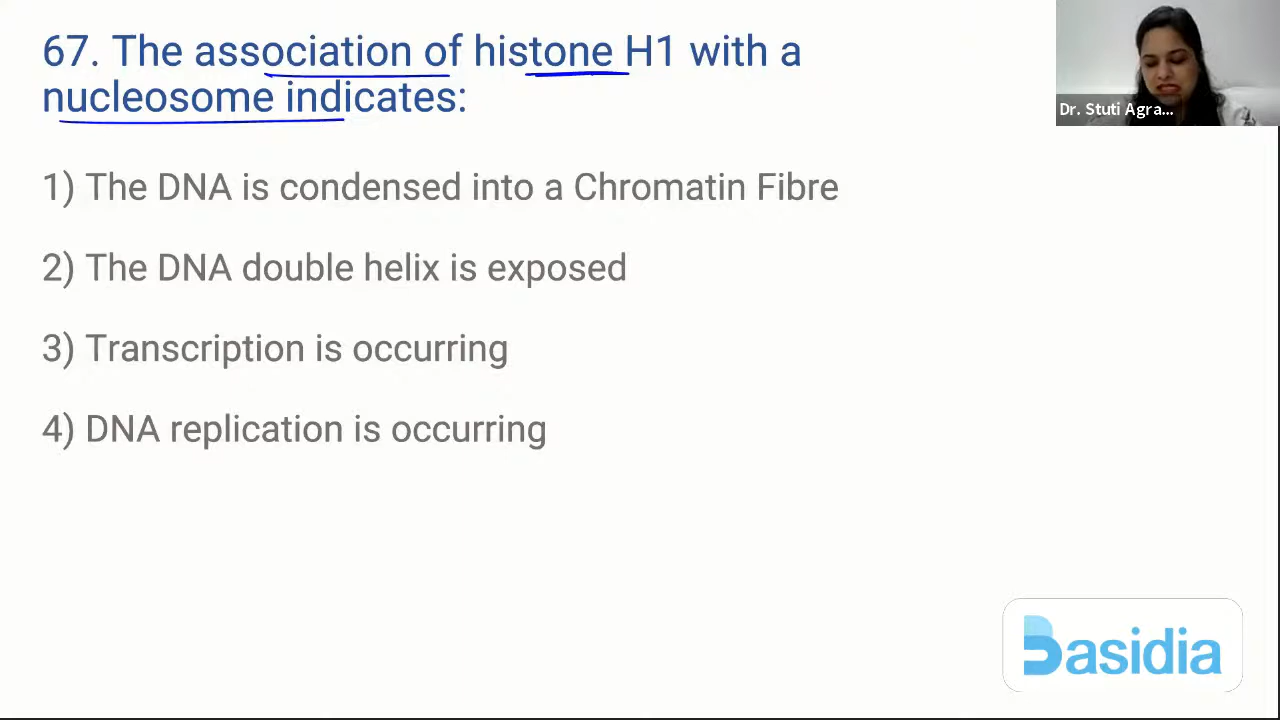 67. The association of histone H1 with a
nucleosome indicates:
Dr. Stuti Agra...
1) The DNA is condensed into a Chromatin Fibre
2) The DNA double helix is exposed
3) Transcription is occurring
4) DNA replication is occurring
Basidia